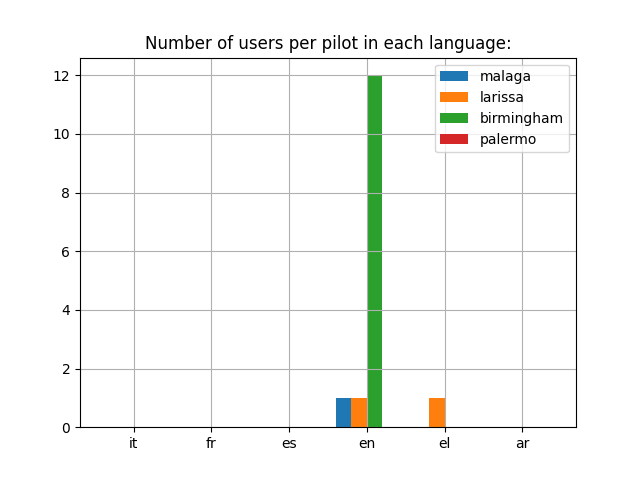 Number of users per pilot in each language:
malaga
larissa
birmingham
palermo
12
10
8
6
4
2
0
it fr es en el ar